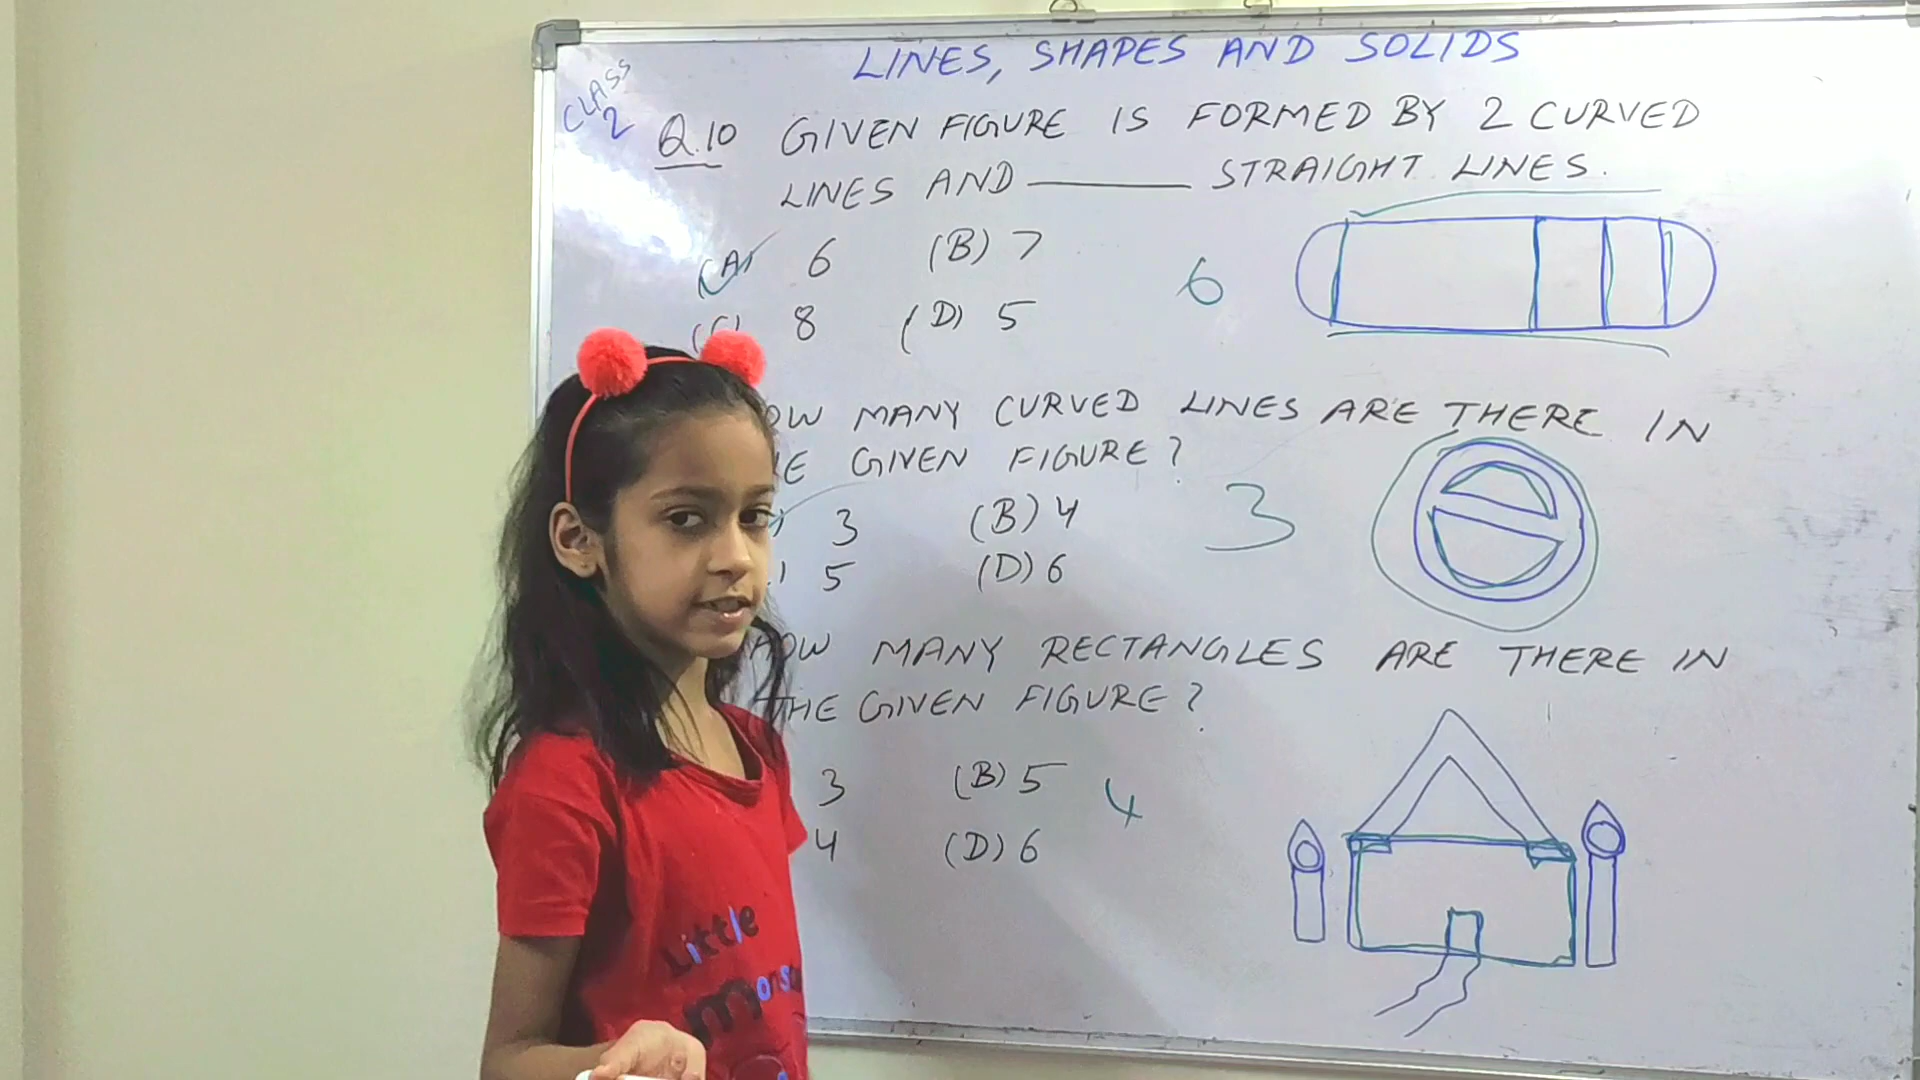 LINES, SHAPES AND SOLIDS
CLASS
2
Q.10 GIVEN FIGURE IS FORMED BY 2 CURVED
LINES AND ______ STRAIGHT LINES.
(A) 6 (B) 7
(C) 8 (D) 5
6
OW MANY CURVED LINES ARE THERE IN
E GIVEN FIGURE?
) 3 (B) 4
) 5 (D) 6
3
HOW MANY RECTANGLES ARE THERE IN
THE GIVEN FIGURE?
3 (B) 5
4 (D) 6
4
Little